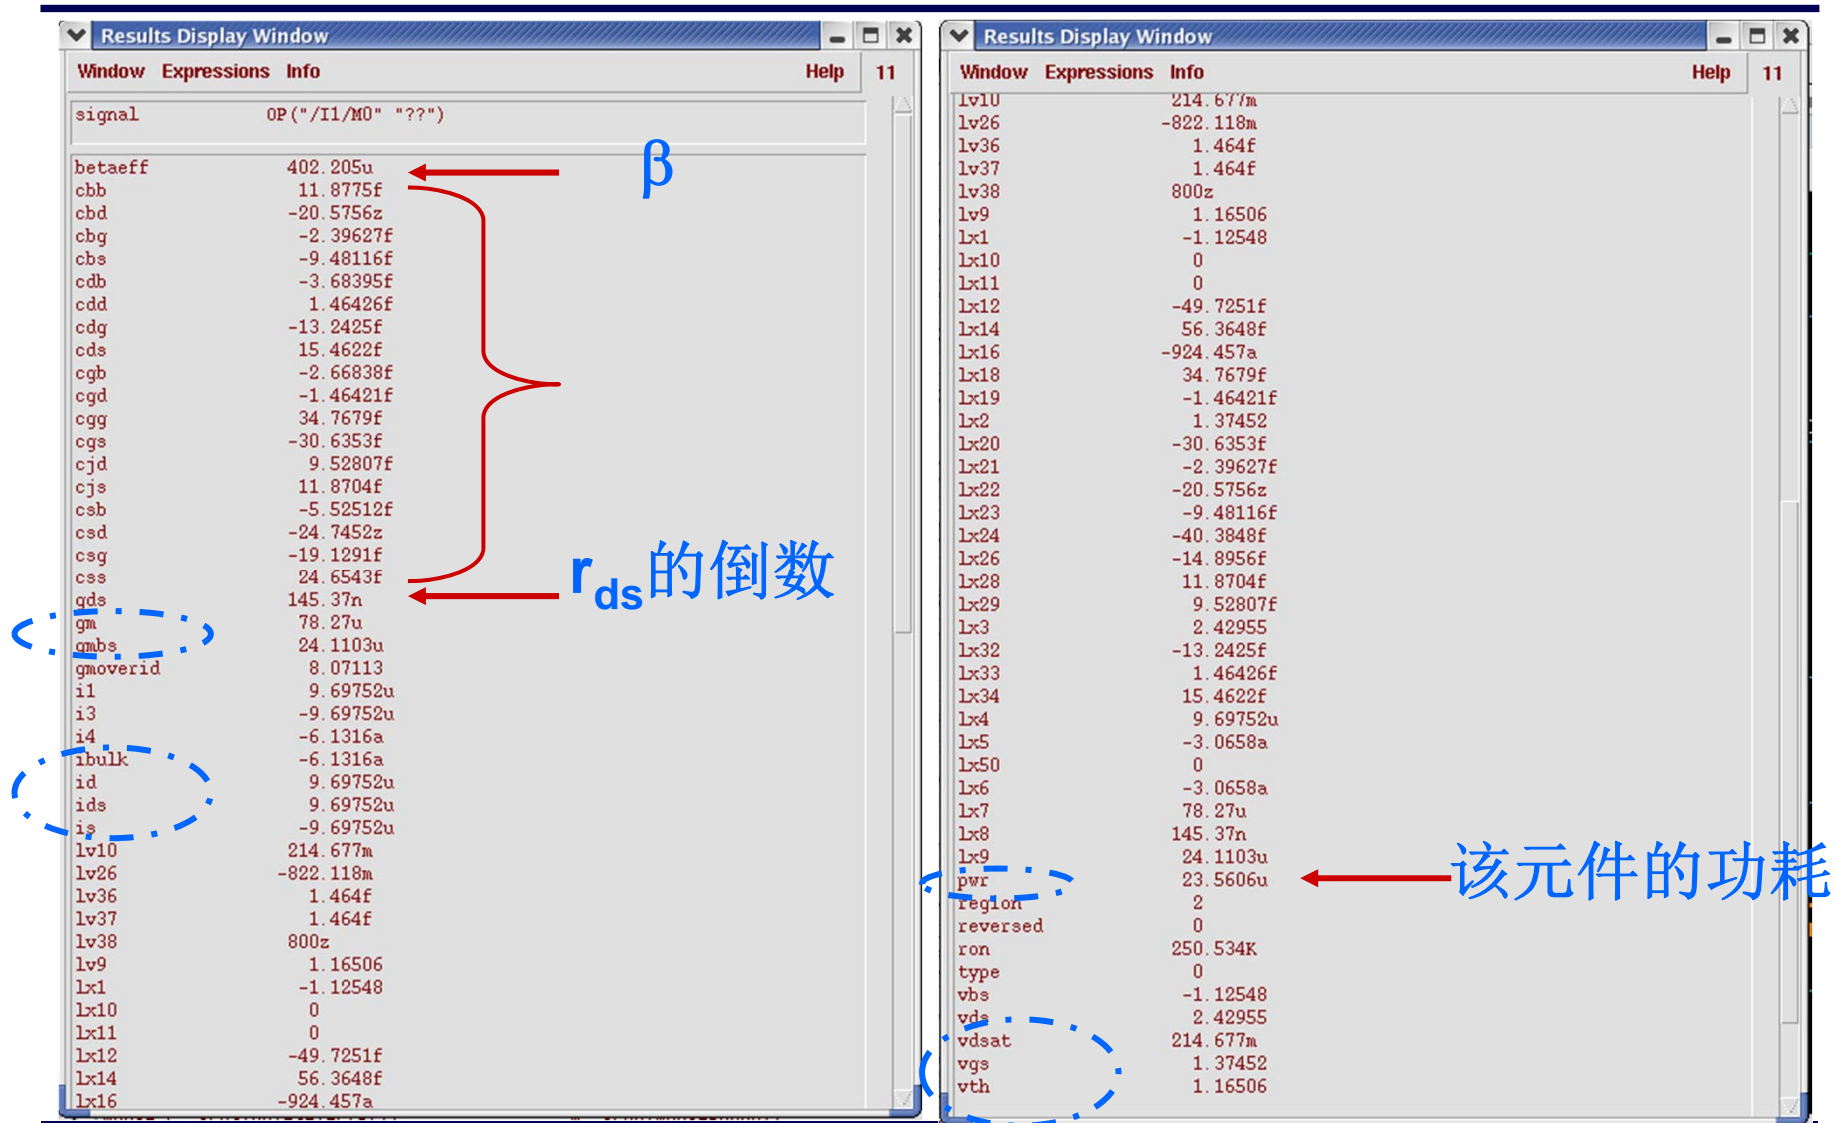 Results Display Window
Window Expressions Info Help 11
signal OP("/I1/M0" "??")
betaeff 402.205u
β
cbb 11.8775f
cbd -20.5756z
cbg -2.39627f
cbs -9.48116f
cdb -3.68395f
cdd 1.46426f
cdg -13.2425f
cds 15.4622f
cgb -2.66838f
cgd -1.46421f
cgg 34.7679f
cgs -30.6353f
cjd 9.52807f
cjs 11.8704f
csb -5.52512f
csd -24.7452z
csg -19.1291f
css 24.6543f
gds 145.37n
rds的倒数
gm 78.27u
gmbs 24.1103u
gmoverid 8.07113
i1 9.69752u
i3 -9.69752u
i4 -6.1316a
ibulk -6.1316a
id 9.69752u
ids 9.69752u
is -9.69752u
lv10 214.677m
lv26 -822.118m
lv36 1.464f
lv37 1.464f
lv38 800z
lv9 1.16506
lx1 -1.12548
lx10 0
lx11 0
lx12 -49.7251f
lx14 56.3648f
lx16 -924.457a
Results Display Window
Window Expressions Info Help 11
lv10 214.677m
lv26 -822.118m
lv36 1.464f
lv37 1.464f
lv38 800z
lv9 1.16506
lx1 -1.12548
lx10 0
lx11 0
lx12 -49.7251f
lx14 56.3648f
lx16 -924.457a
lx18 34.7679f
lx19 -1.46421f
lx2 1.37452
lx20 -30.6353f
lx21 -2.39627f
lx22 -20.5756z
lx23 -9.48116f
lx24 -40.3848f
lx26 -14.8956f
lx28 11.8704f
lx29 9.52807f
lx3 2.42955
lx32 -13.2425f
lx33 1.46426f
lx34 15.4622f
lx4 9.69752u
lx5 -3.0658a
lx50 0
lx6 -3.0658a
lx7 78.27u
lx8 145.37n
lx9 24.1103u
pwr 23.5606u
该元件的功耗
region 2
reversed 0
ron 250.534K
type 0
vbs -1.12548
vds 2.42955
vdsat 214.677m
vgs 1.37452
vth 1.16506